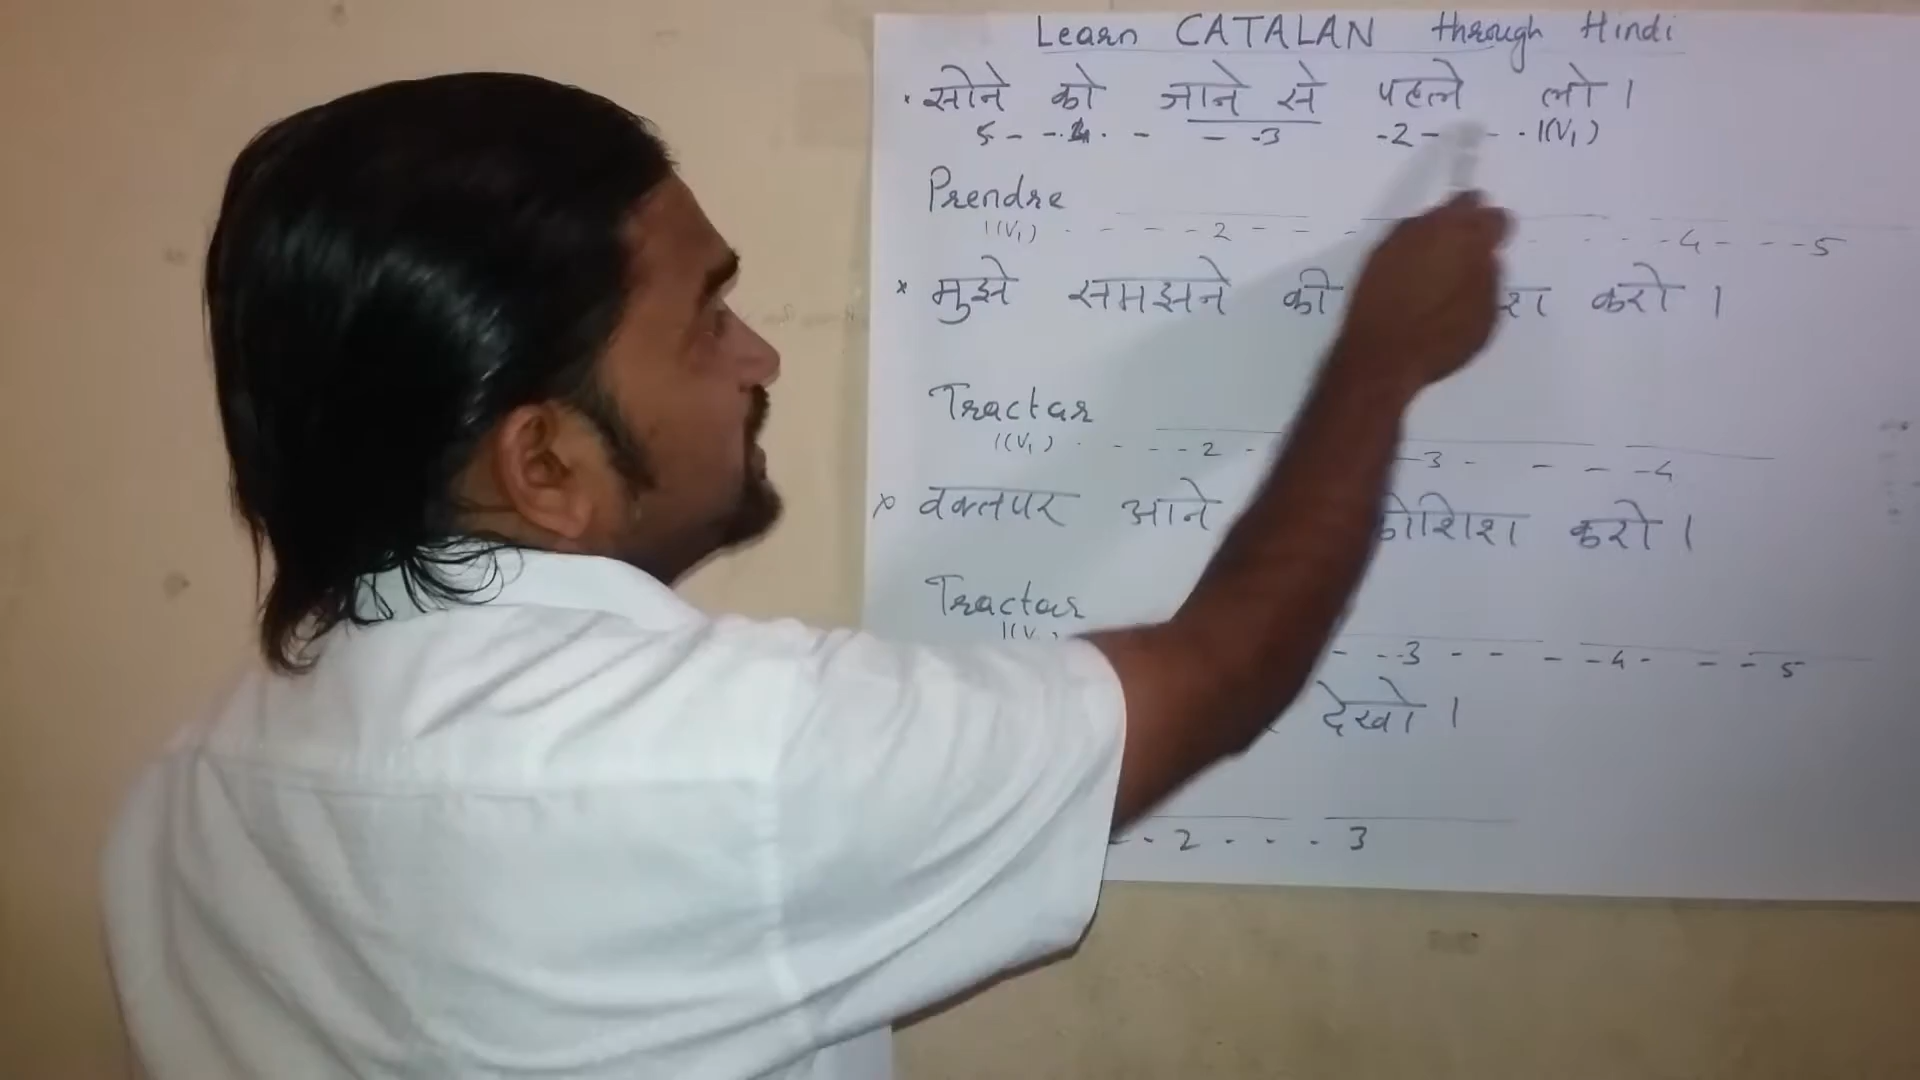 Learn CATALAN through Hindi
सोने को जाने से पहले लो ।
5 - - 4 - - - 3 - 2 - - - 1(V1)
Prendre
1(V1) - - - - 2 - - - - - - 4 - - - - 5
× मुझे समझने की करो ।
Tractar
1(V1) - - - - 2 - - 3 - - - - 4
× वक्तपर आने कोशिश करो ।
Tractar
- - - 3 - - - - 4 - - - 5
देखो ।
- - 2 - - - 3